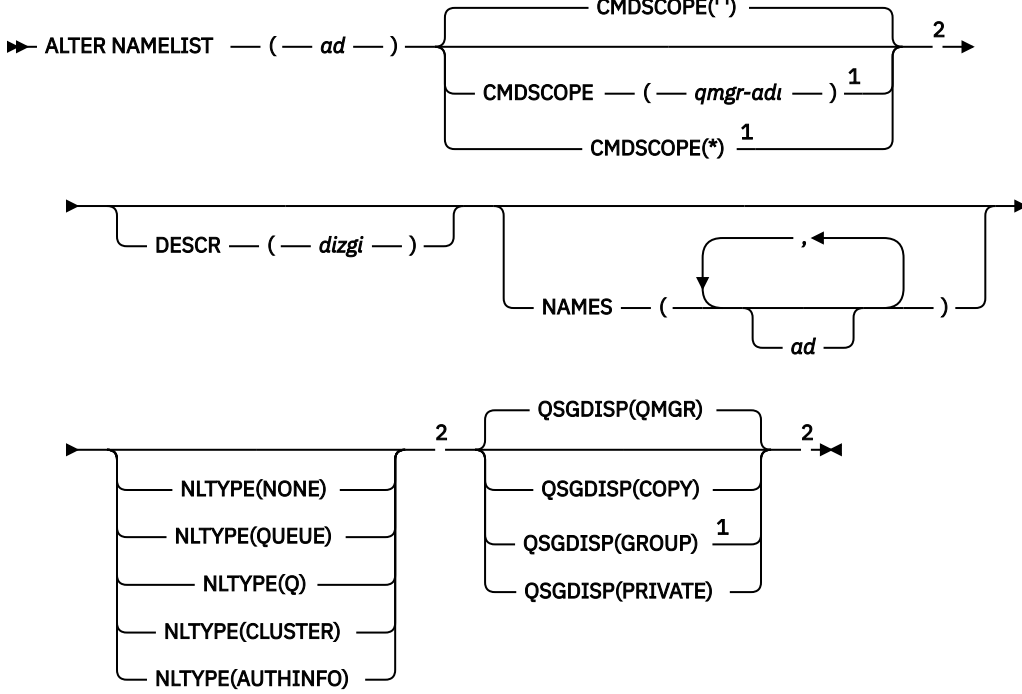 CMDSCOPE(' ')
ALTER NAMELIST ( ad ) 2
CMDSCOPE ( qmgr-adı ) 1
CMDSCOPE(*) 1
DESCR ( dizgi )
,
NAMES ( )
ad
QSGDISP(QMGR)
2 2
NLTYPE(NONE) QSGDISP(COPY)
NLTYPE(QUEUE) QSGDISP(GROUP) 1
NLTYPE(Q) QSGDISP(PRIVATE)
NLTYPE(CLUSTER)
NLTYPE(AUTHINFO)